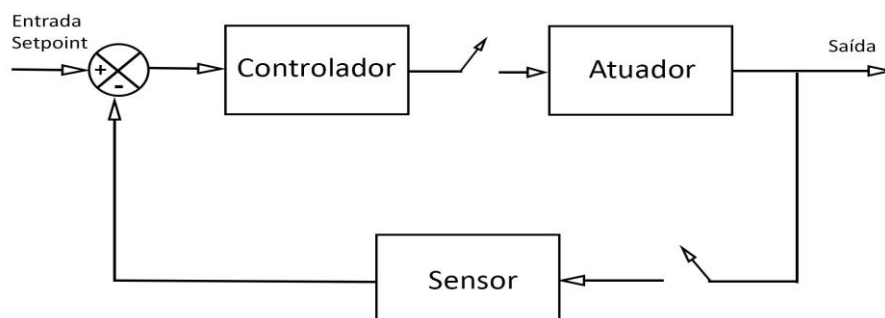 Entrada
Setpoint
+
-
Controlador
Atuador
Saída
Sensor